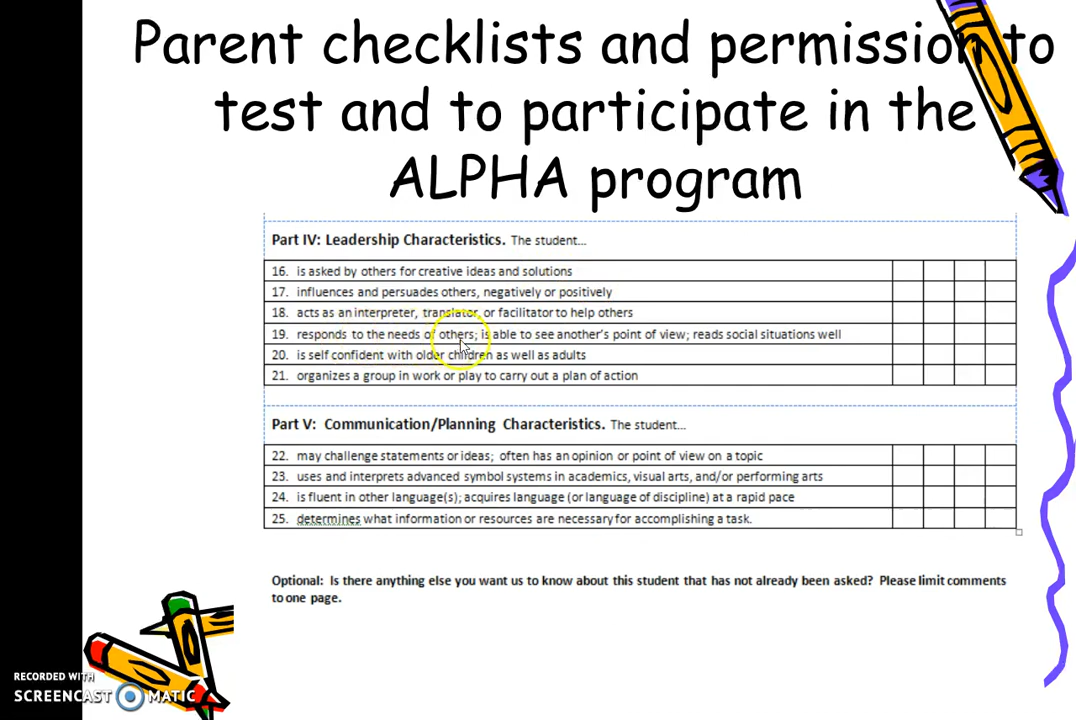 Parent checklists and permission to
test and to participate in the
ALPHA program
Part IV: Leadership Characteristics. The student...
16. is asked by others for creative ideas and solutions
17. influences and persuades others, negatively or positively
18. acts as an interpreter, translator, or facilitator to help others
19. responds to the needs of others; is able to see another's point of view; reads social situations well
20. is self confident with older children as well as adults
21. organizes a group in work or play to carry out a plan of action
Part V: Communication/Planning Characteristics. The student...
22. may challenge statements or ideas; often has an opinion or point of view on a topic
23. uses and interprets advanced symbol systems in academics, visual arts, and/or performing arts
24. is fluent in other language(s); acquires language (or language of discipline) at a rapid pace
25. determines what information or resources are necessary for accomplishing a task.
Optional: Is there anything else you want us to know about this student that has not already been asked? Please limit comments
to one page.
RECORDED WITH
SCREENCAST MATIC